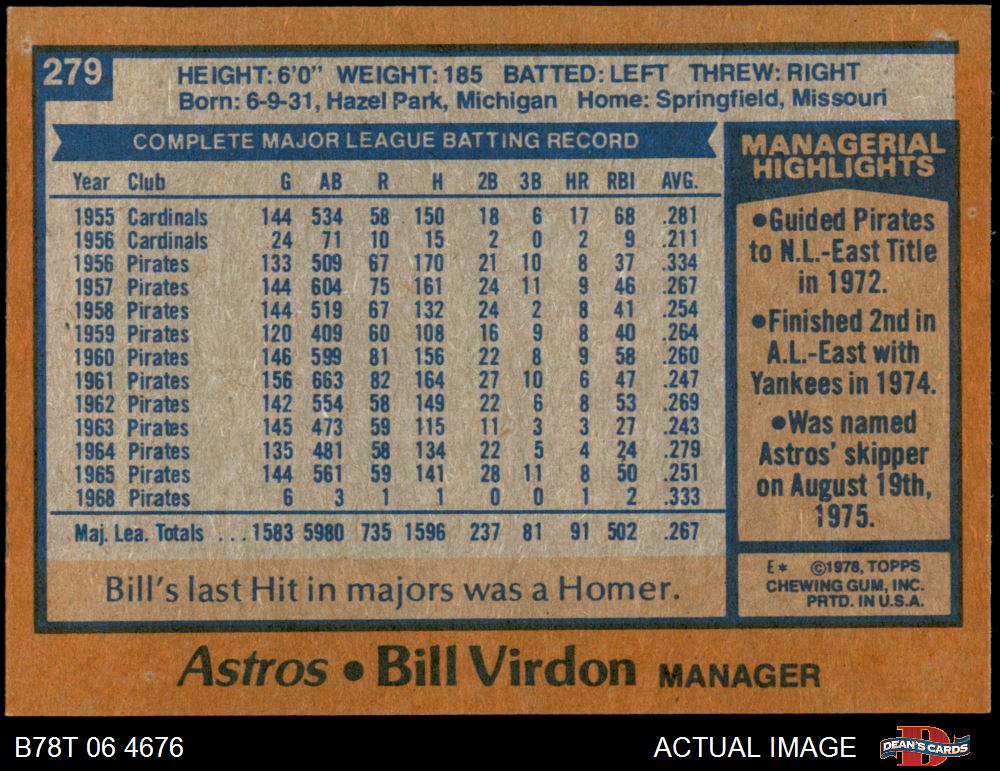 279
HEIGHT: 6'0" WEIGHT: 185 BATTED: LEFT THREW: RIGHT
Born: 6-9-31, Hazel Park, Michigan Home: Springfield, Missouri
COMPLETE MAJOR LEAGUE BATTING RECORD
Year Club G AB R H 2B 3B HR RBI AVG.
1955 Cardinals 144 534 58 150 18 6 17 68 .281
1956 Cardinals 24 71 10 15 2 0 2 9 .211
1956 Pirates 133 509 67 170 21 10 8 37 .334
1957 Pirates 144 604 75 161 24 11 9 46 .267
1958 Pirates 144 519 67 132 24 2 8 41 .254
1959 Pirates 120 409 60 108 16 9 8 40 .264
1960 Pirates 146 599 81 156 22 8 9 58 .260
1961 Pirates 156 663 82 164 27 10 6 47 .247
1962 Pirates 142 554 58 149 22 6 8 53 .269
1963 Pirates 145 473 59 115 11 3 3 27 .243
1964 Pirates 135 481 58 134 22 5 4 24 .279
1965 Pirates 144 561 59 141 28 11 8 50 .251
1968 Pirates 6 3 1 1 0 0 1 2 .333
Maj. Lea. Totals ...1583 5980 735 1596 237 81 91 502 .267
Bill's last Hit in majors was a Homer.
MANAGERIAL
HIGHLIGHTS
•Guided Pirates
to N.L.-East Title
in 1972.
•Finished 2nd in
A.L.-East with
Yankees in 1974.
•Was named
Astros' skipper
on August 19th,
1975.
E* ©1978, TOPPS
CHEWING GUM, INC.
PRTD. IN U.S.A.
Astros • Bill Virdon MANAGER
B78T 06 4676
ACTUAL IMAGE
DEAN'S CARDS